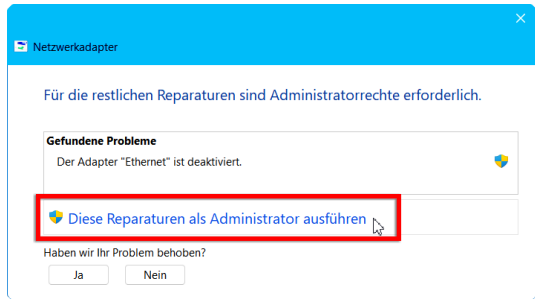 Netzwerkadapter
Für die restlichen Reparaturen sind Administratorrechte erforderlich.
Gefundene Probleme
Der Adapter "Ethernet" ist deaktiviert.
Diese Reparaturen als Administrator ausführen
Haben wir Ihr Problem behoben?
Ja Nein